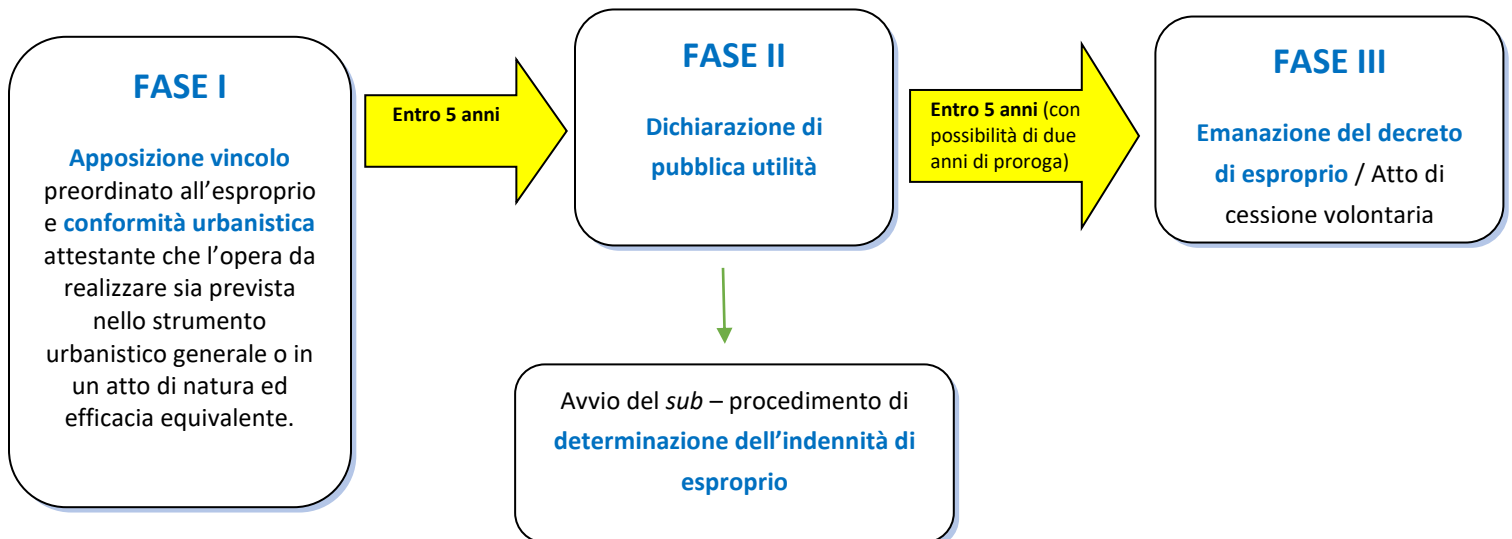 FASE I
Apposizione vincolo
preordinato all’esproprio
e conformità urbanistica
attestante che l’opera da
realizzare sia prevista
nello strumento
urbanistico generale o in
un atto di natura ed
efficacia equivalente.
Entro 5 anni
FASE II
Dichiarazione di
pubblica utilità
Entro 5 anni (con
possibilità di due
anni di proroga)
FASE III
Emanazione del decreto
di esproprio / Atto di
cessione volontaria
Avvio del sub – procedimento di
determinazione dell’indennità di
esproprio